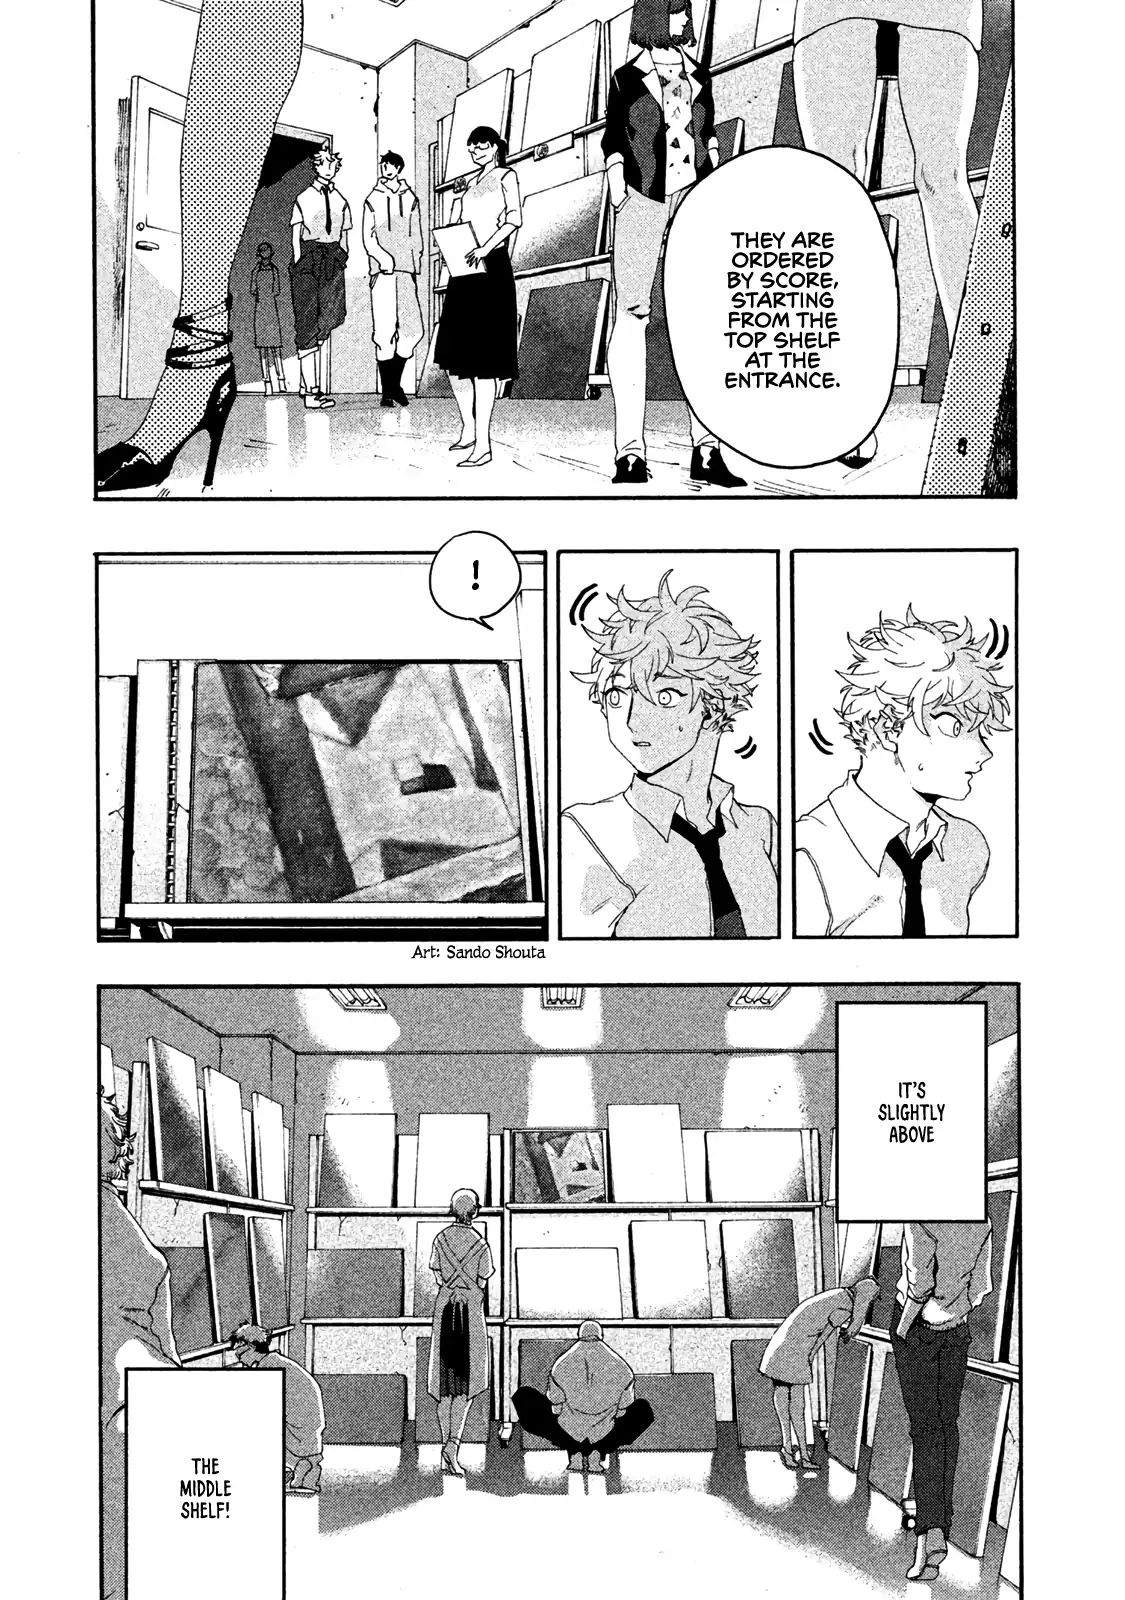 THEY ARE
ORDERED
BY SCORE,
STARTING
FROM THE
TOP SHELF
AT THE
ENTRANCE.
!
Art: Sando Shouta
IT'S
SLIGHTLY
ABOVE
THE
MIDDLE
SHELF!